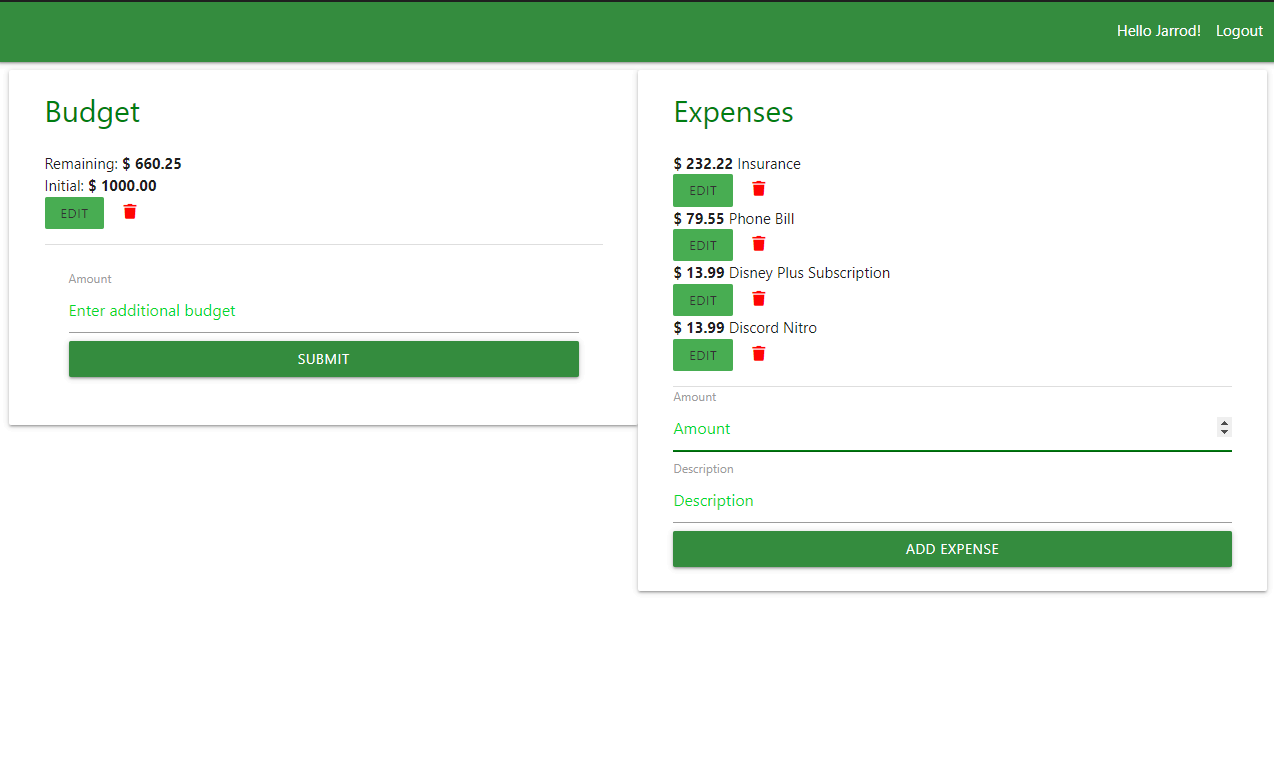 Hello Jarrod! Logout
Budget
Remaining: $ 660.25
Initial: $ 1000.00
EDIT
Amount
Enter additional budget
SUBMIT
Expenses
$ 232.22 Insurance
EDIT
$ 79.55 Phone Bill
EDIT
$ 13.99 Disney Plus Subscription
EDIT
$ 13.99 Discord Nitro
EDIT
Amount
Amount
Description
Description
ADD EXPENSE